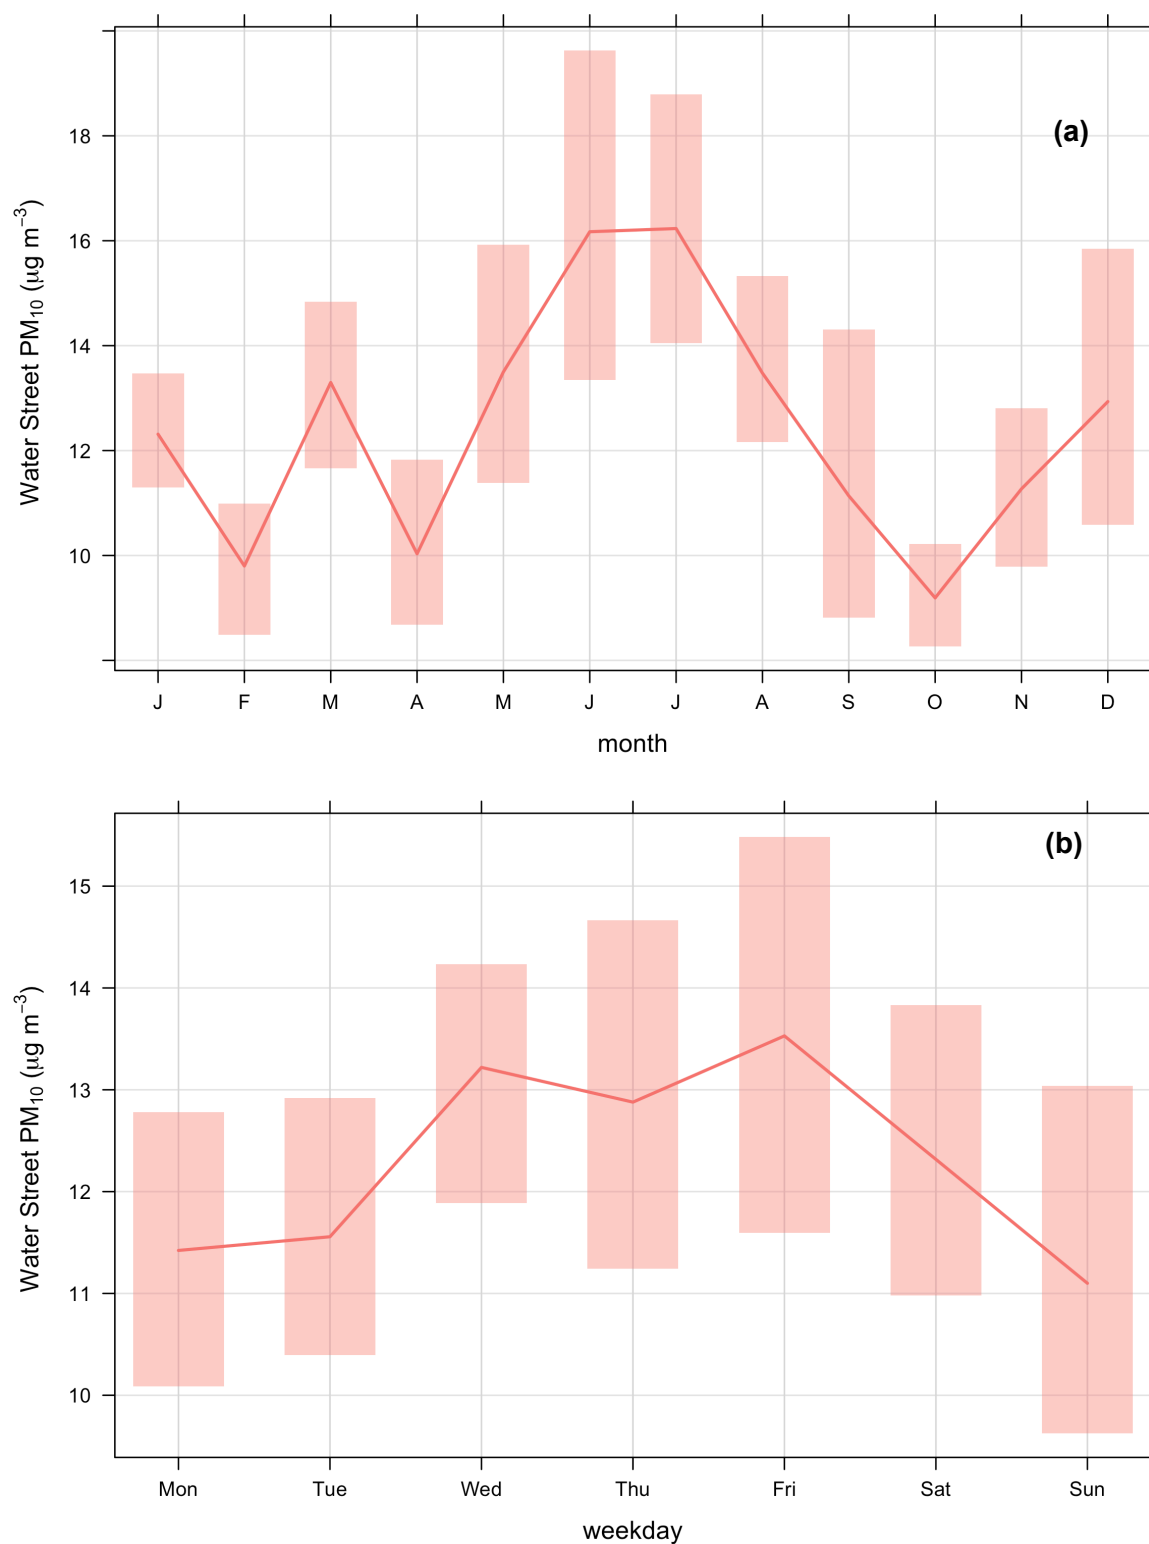 (a)
18
16
14
12
10
Water Street PM₁₀ (μg m⁻³)
J F M A M J J A S O N D
month
(b)
15
14
13
12
11
10
Water Street PM₁₀ (μg m⁻³)
Mon Tue Wed Thu Fri Sat Sun
weekday